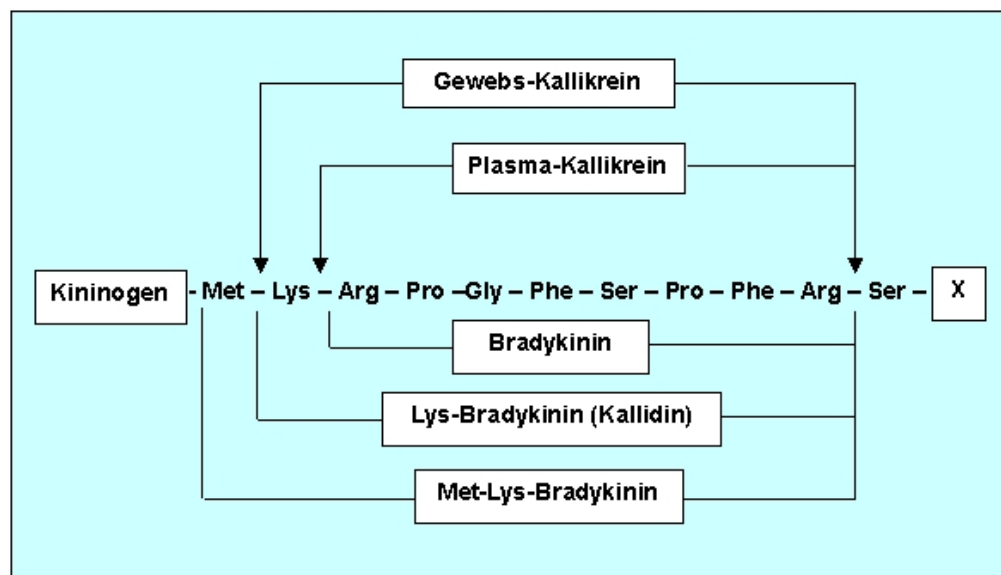 Gewebs-Kallikrein
Plasma-Kallikrein
Kininogen - Met – Lys – Arg – Pro –Gly – Phe – Ser – Pro – Phe – Arg – Ser – X
Bradykinin
Lys-Bradykinin (Kallidin)
Met-Lys-Bradykinin